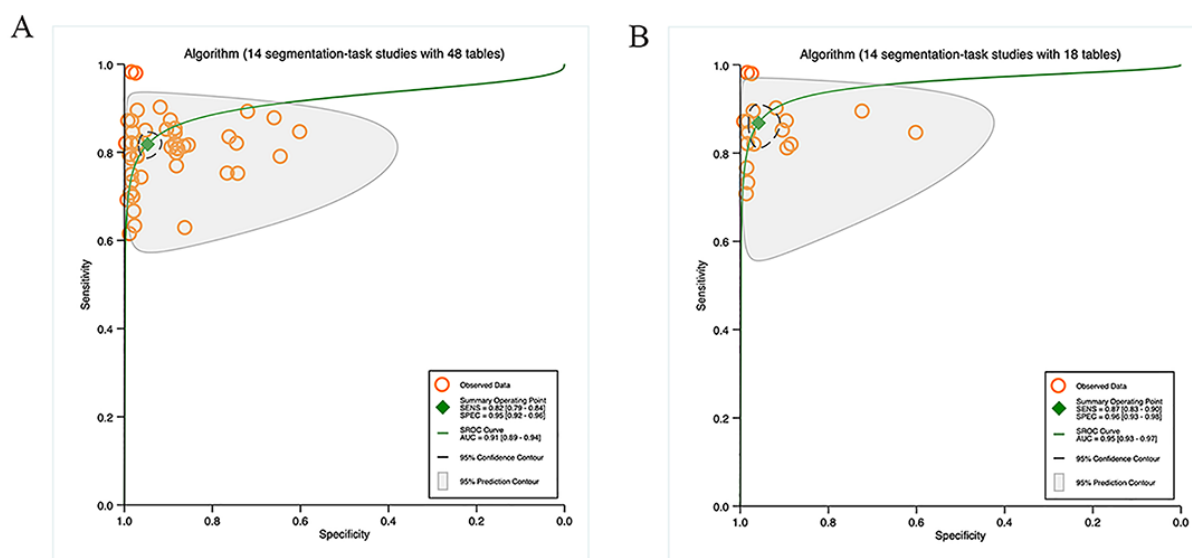 A
Algorithm (14 segmentation-task studies with 48 tables)
1.0
0.8
0.6
0.4
0.2
0.0
Sensitivity
1.0
0.8
0.6
0.4
0.2
0.0
Specificity
Observed Data
Summary Operating Point
SENS = 0.82 [0.79 - 0.84]
SPEC = 0.95 [0.92 - 0.96]
SROC Curve
AUC = 0.91 [0.89 - 0.94]
95% Confidence Contour
95% Prediction Contour
B
Algorithm (14 segmentation-task studies with 18 tables)
1.0
0.8
0.6
0.4
0.2
0.0
Sensitivity
1.0
0.8
0.6
0.4
0.2
0.0
Specificity
Observed Data
Summary Operating Point
SENS = 0.87 [0.83 - 0.90]
SPEC = 0.96 [0.93 - 0.98]
SROC Curve
AUC = 0.95 [0.93 - 0.97]
95% Confidence Contour
95% Prediction Contour